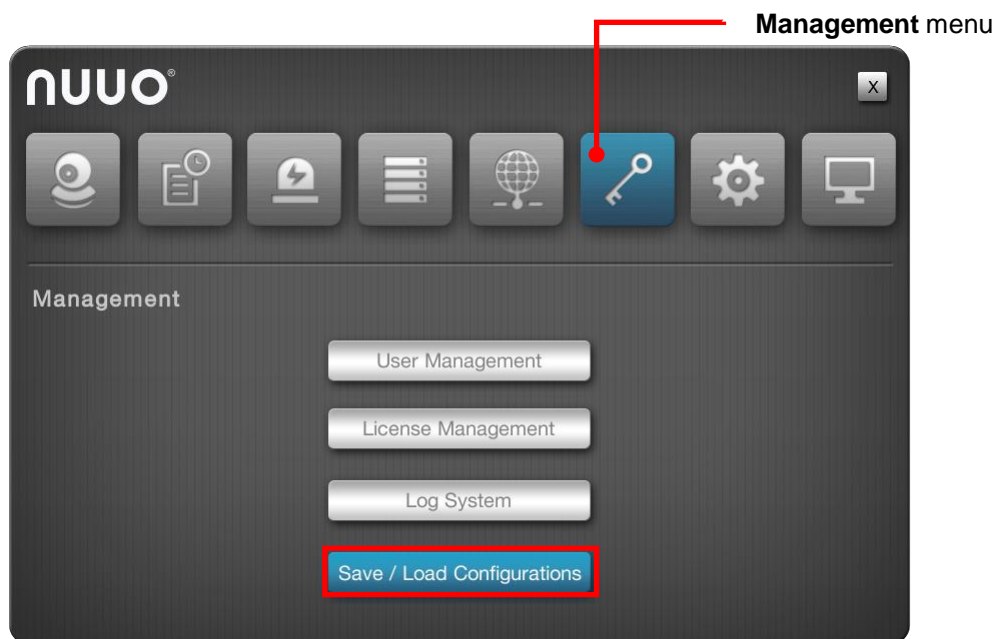 Management menu
nuuo®
X
Management
User Management
License Management
Log System
Save / Load Configurations